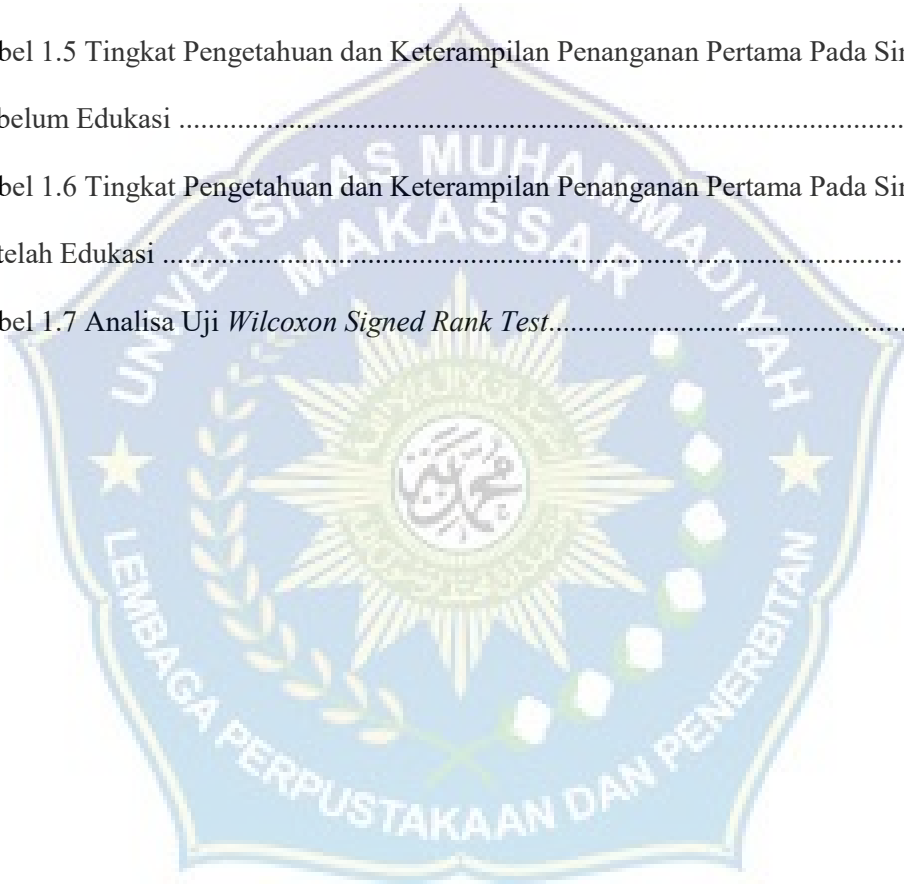 bel 1.5 Tingkat Pengetahuan dan Keterampilan Penanganan Pertama Pada Sin
belum Edukasi ....................................................................................................
bel 1.6 Tingkat Pengetahuan dan Keterampilan Penanganan Pertama Pada Sin
telah Edukasi ....................................................................................................
bel 1.7 Analisa Uji Wilcoxon Signed Rank Test................................................
UNIVERSITAS MUHAMMADIYAH
MAKASSAR
LEMBAGA PERPUSTAKAAN DAN PENERBITAN